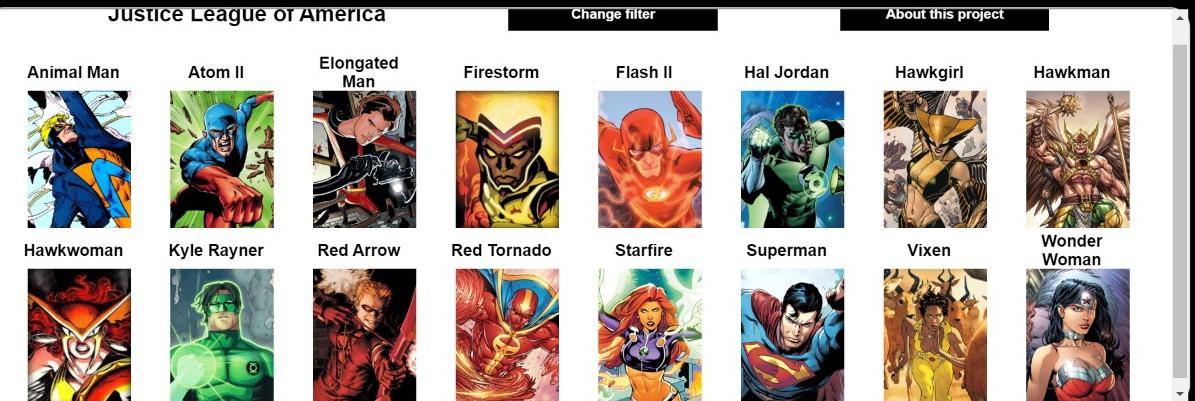 Justice League of America
Change filter
About this project
Animal Man
Atom II
Elongated
Man
Firestorm
Flash II
Hal Jordan
Hawkgirl
Hawkman
Hawkwoman
Kyle Rayner
Red Arrow
Red Tornado
Starfire
Superman
Vixen
Wonder
Woman